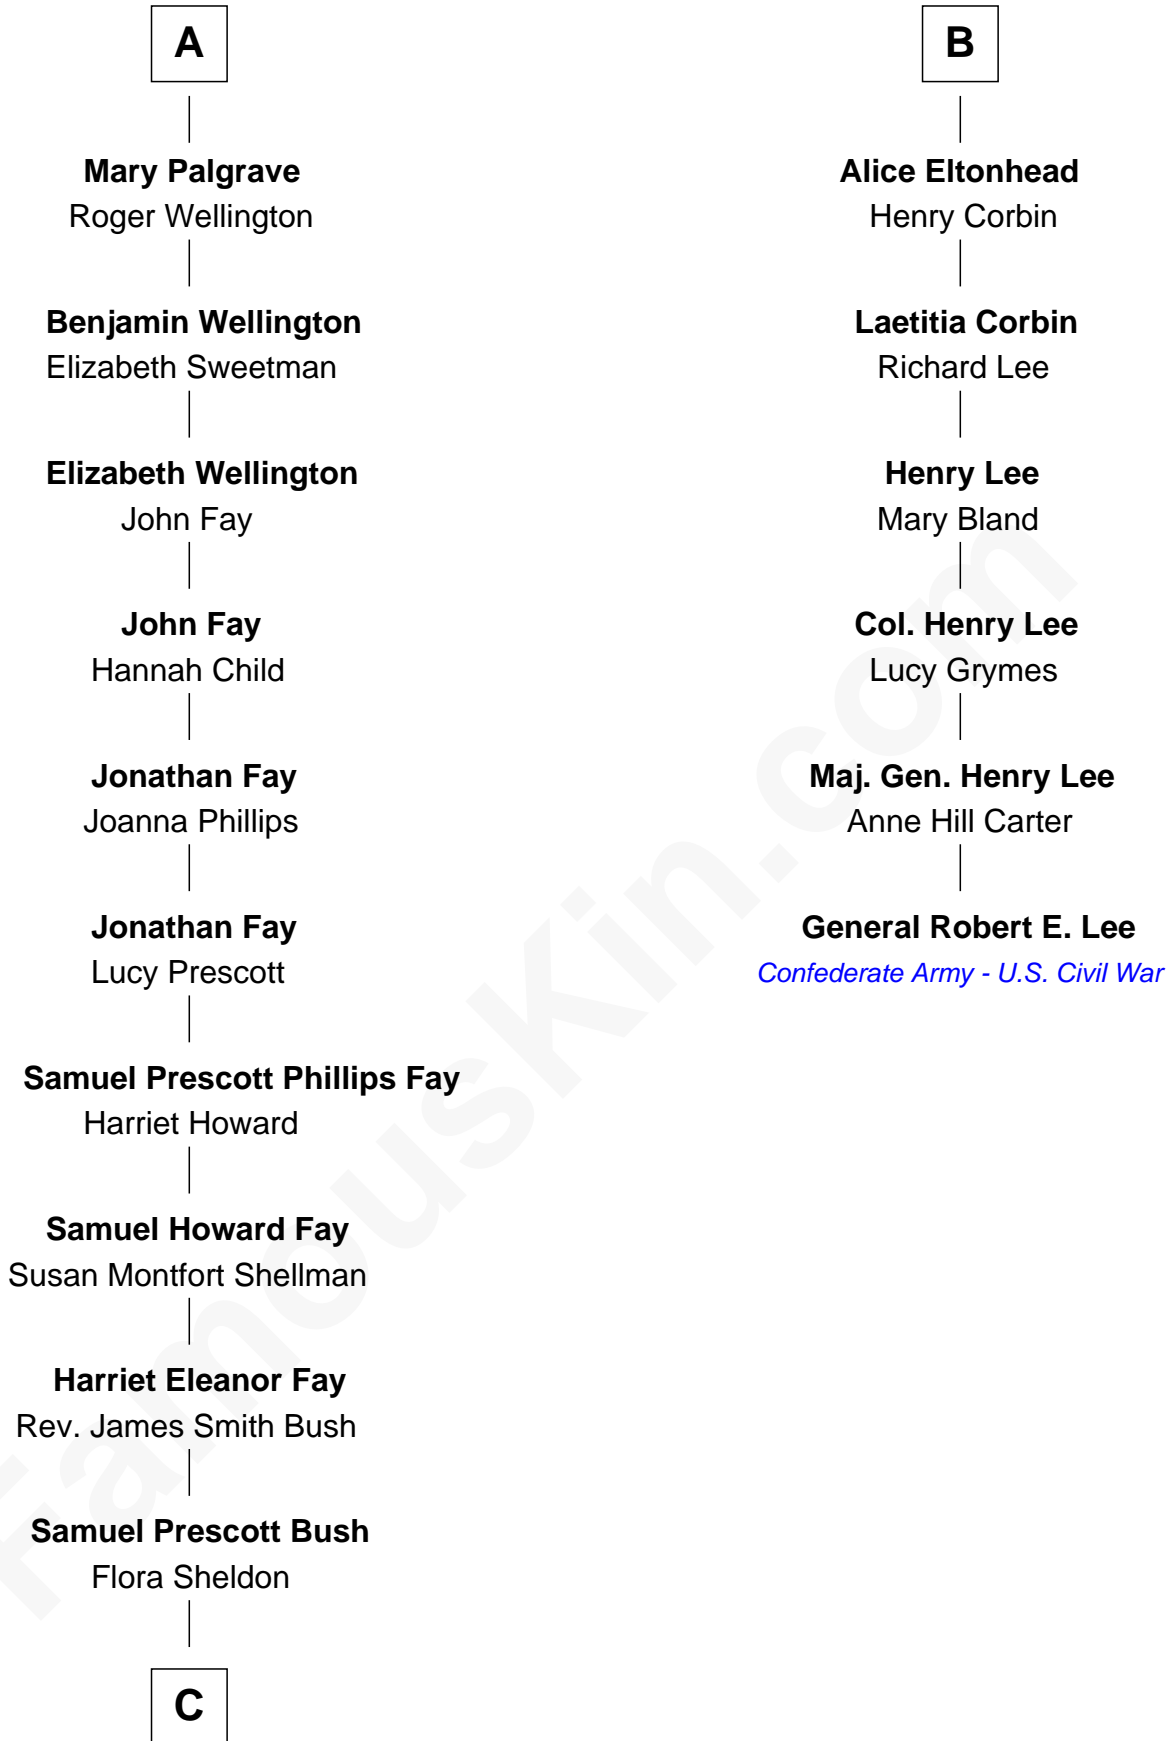 A
Mary Palgrave
Roger Wellington
Benjamin Wellington
Elizabeth Sweetman
Elizabeth Wellington
John Fay
John Fay
Hannah Child
Jonathan Fay
Joanna Phillips
Jonathan Fay
Lucy Prescott
Samuel Prescott Phillips Fay
Harriet Howard
Samuel Howard Fay
Susan Montfort Shellman
Harriet Eleanor Fay
Rev. James Smith Bush
Samuel Prescott Bush
Flora Sheldon
C
B
Alice Eltonhead
Henry Corbin
Laetitia Corbin
Richard Lee
Henry Lee
Mary Bland
Col. Henry Lee
Lucy Grymes
Maj. Gen. Henry Lee
Anne Hill Carter
General Robert E. Lee
Confederate Army - U.S. Civil War
FamousKin.com